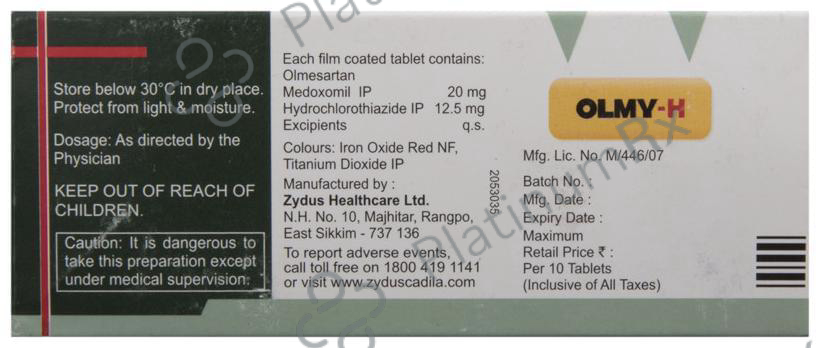 Store below 30°C in dry place.
Protect from light & moisture.
Dosage: As directed by the
Physician
KEEP OUT OF REACH OF
CHILDREN.
Caution: It is dangerous to
take this preparation except
under medical supervision.
Each film coated tablet contains:
Olmesartan
Medoxomil IP 20 mg
Hydrochlorothiazide IP 12.5 mg
Excipients q.s.
Colours: Iron Oxide Red NF,
Titanium Dioxide IP
Manufactured by :
Zydus Healthcare Ltd.
N.H. No. 10, Majhitar, Rangpo,
East Sikkim - 737 136
To report adverse events,
call toll free on 1800 419 1141
or visit www.zyduscadila.com
2053035
OLMY-H
Mfg. Lic. No. M/446/07
Batch No. :
Mfg. Date :
Expiry Date :
Maximum
Retail Price ₹ :
Per 10 Tablets
(Inclusive of All Taxes)
PlatinumRx